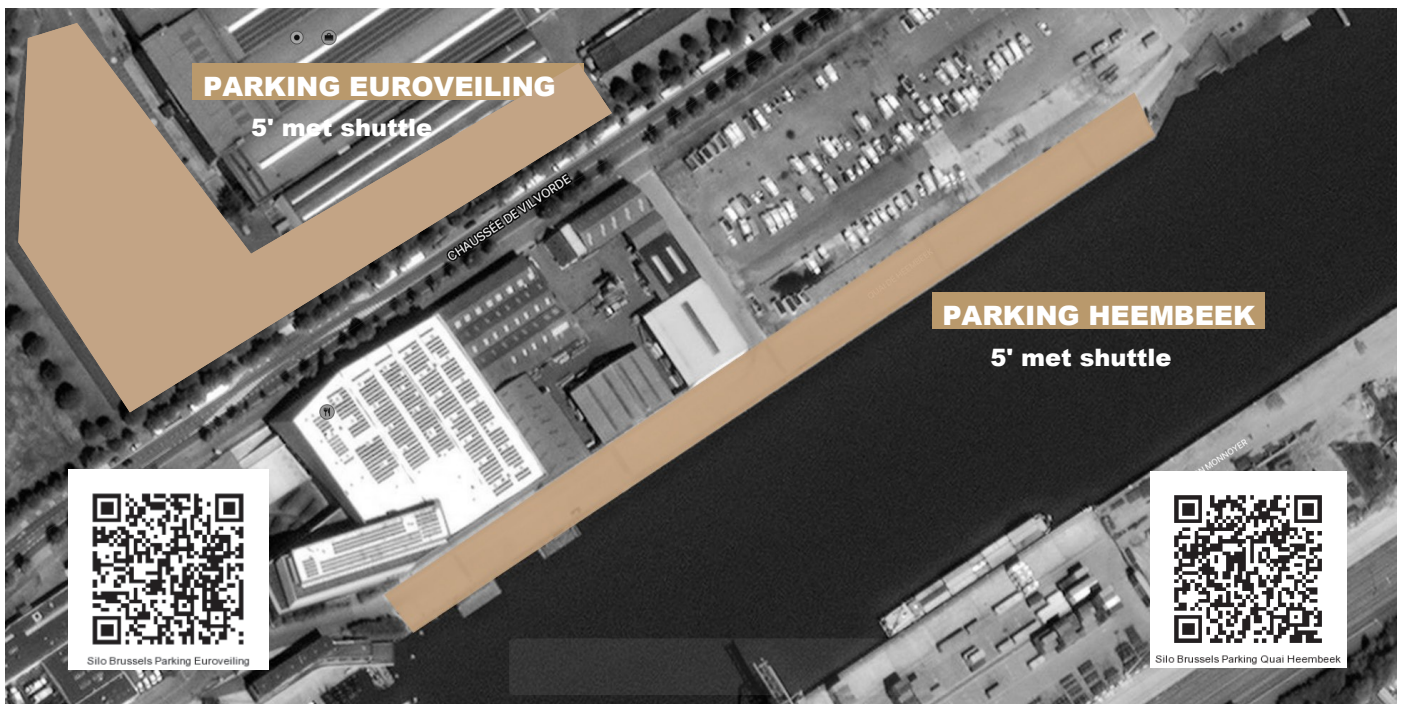 PARKING EUROVEILING
5' met shuttle
CHAUSSÉE DE VILVORDE
PARKING HEEMBEEK
5' met shuttle
MONNOYER
Silo Brussels Parking Euroveiling
Silo Brussels Parking Quai Heembeek